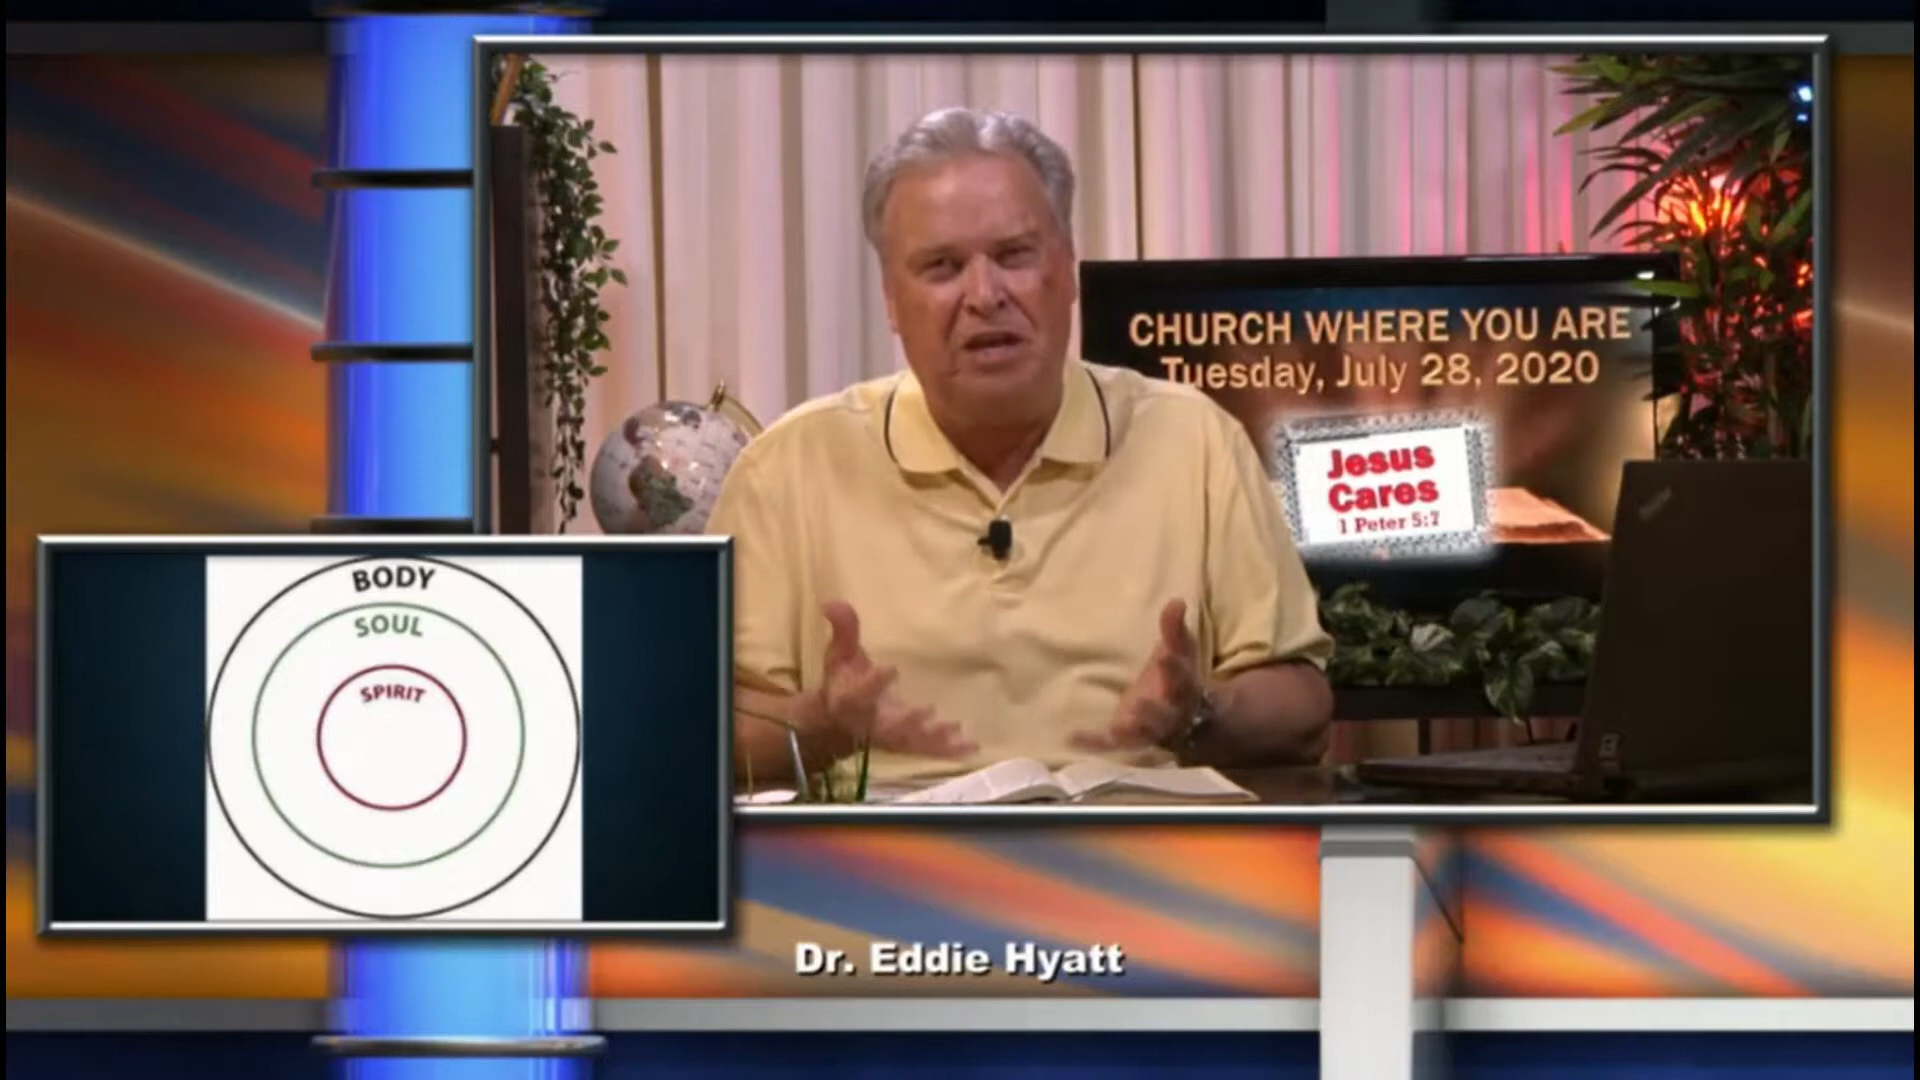 CHURCH WHERE YOU ARE
Tuesday, July 28, 2020
Jesus
Cares
1 Peter 5:7
BODY
SOUL
SPIRIT
Dr. Eddie Hyatt